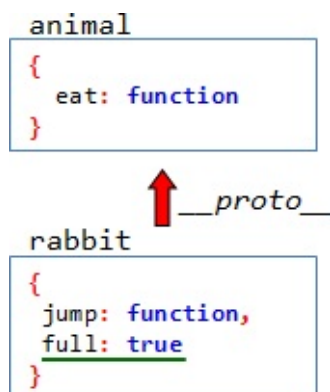 animal
{
eat: function
}
__proto__
rabbit
{
jump: function,
full: true
}